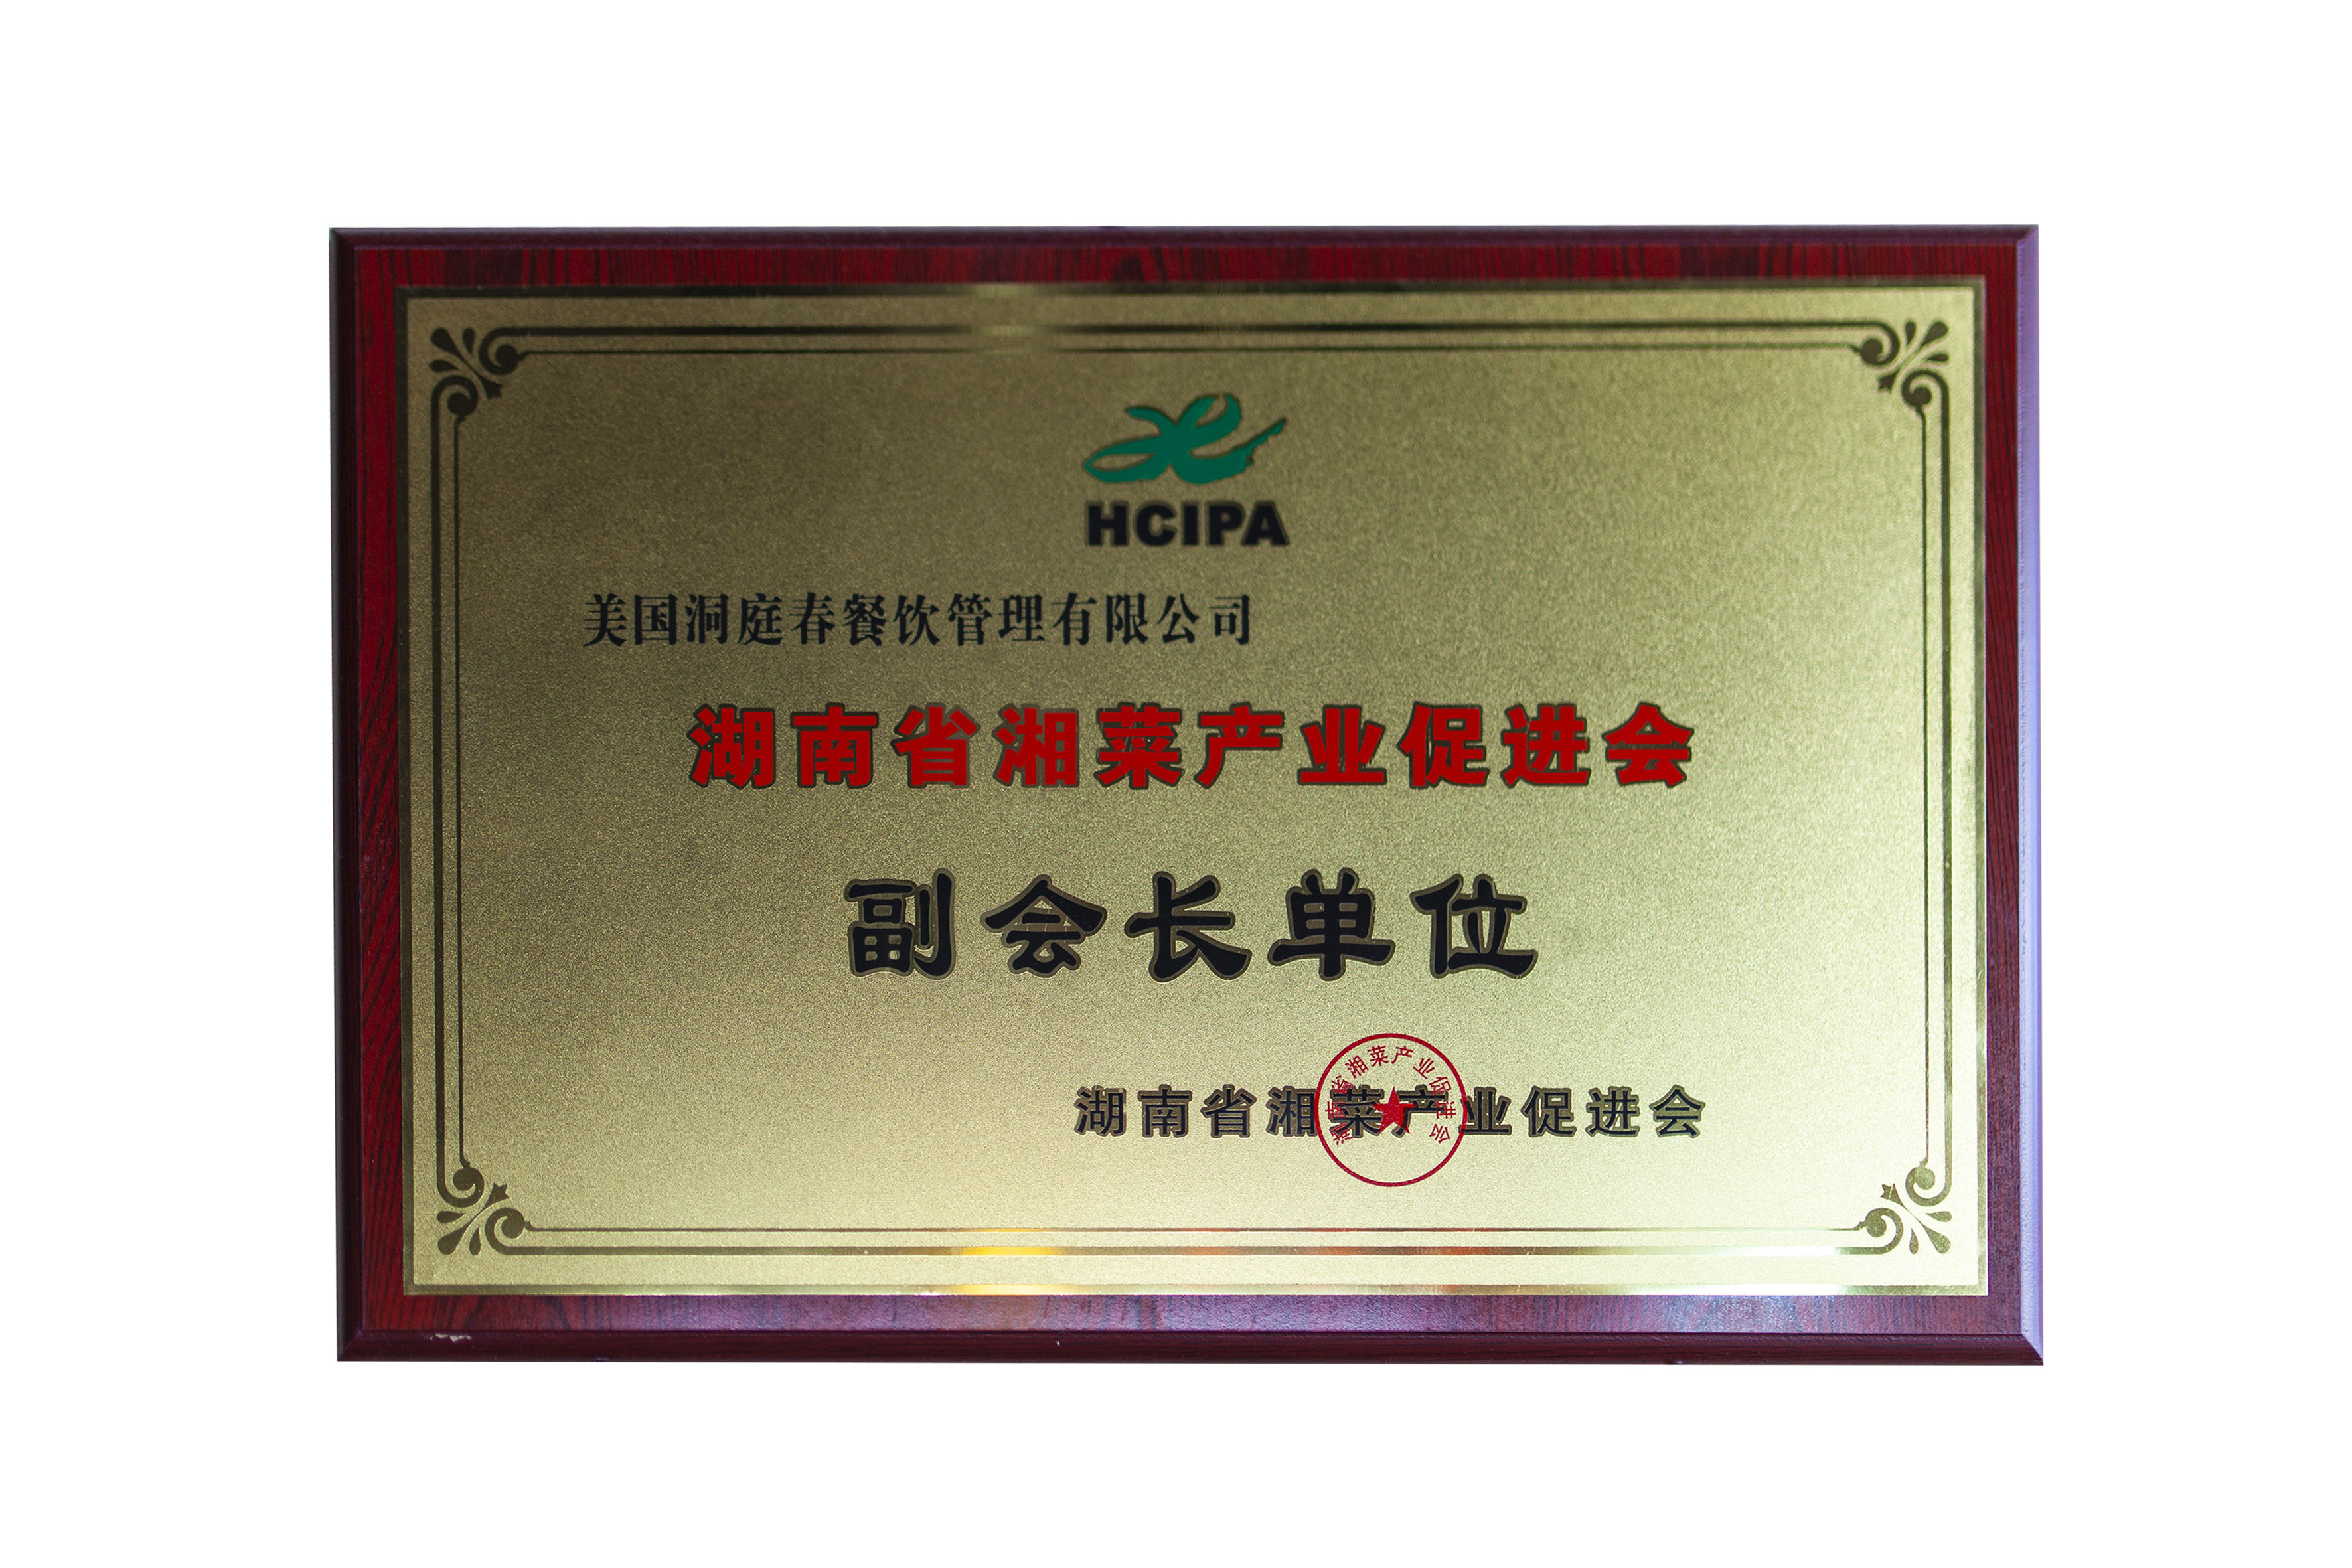 HCIPA
美国洞庭春餐饮管理有限公司
湖南省湘菜产业促进会
副会长单位
湖南省湘菜产业促进会
湖南省湘菜产业促进会